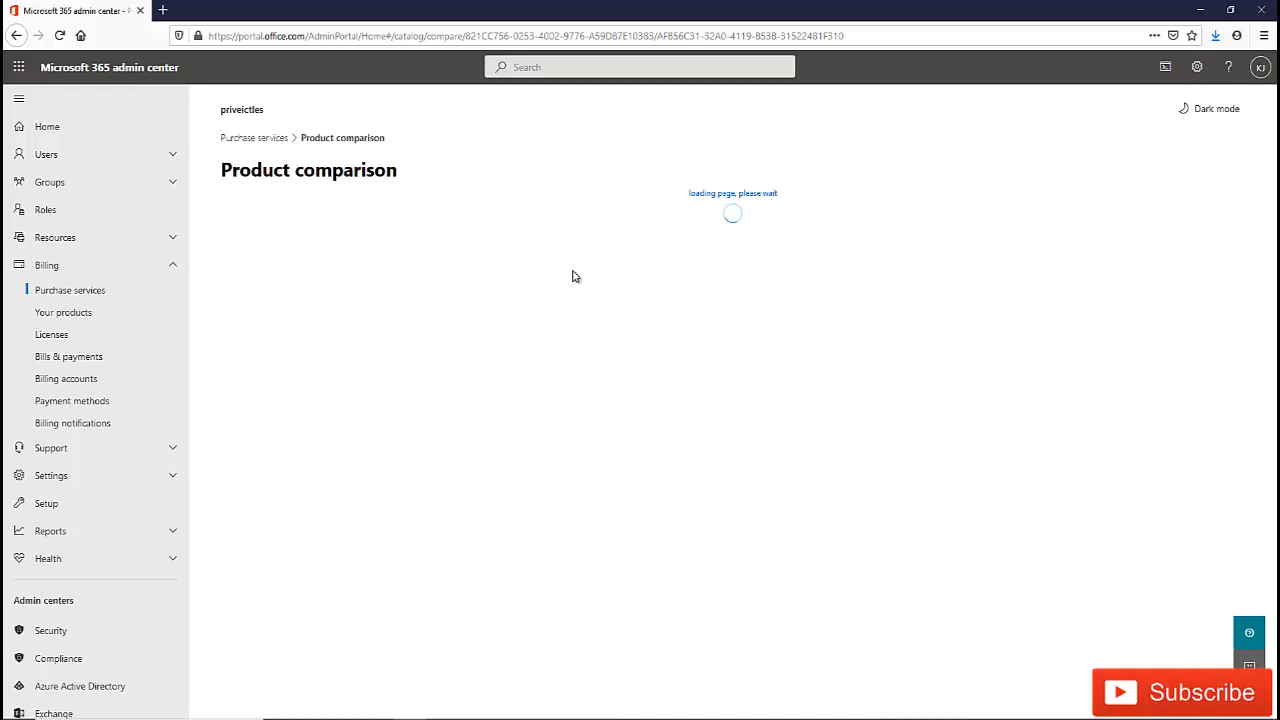 Microsoft 365 admin center - P
https://portal.office.com/AdminPortal/Home#/catalog/compare/821CC756-0253-4002-9776-A59D87E10383/AFB56C31-32A0-4119-B53B-31522481F310
Microsoft 365 admin center
Search
KJ
priveictles
Dark mode
Purchase services > Product comparison
Product comparison
loading page, please wait
Home
Users
Groups
Roles
Resources
Billing
Purchase services
Your products
Licenses
Bills & payments
Billing accounts
Payment methods
Billing notifications
Support
Settings
Setup
Reports
Health
Admin centers
Security
Compliance
Azure Active Directory
Exchange
Subscribe